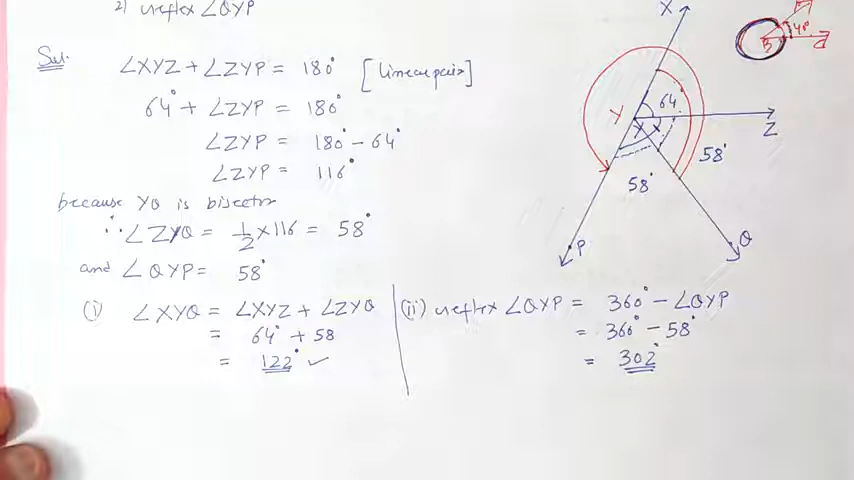 2) reflex ∠QYP
Sol.
∠XYZ + ∠ZYP = 180° [linear pair]
64° + ∠ZYP = 180°
∠ZYP = 180° - 64°
∠ZYP = 116°
because YQ is bisector
∴ ∠ZYQ = 1/2 × 116 = 58°
and ∠QYP = 58°
(i) ∠XYQ = ∠XYZ + ∠ZYQ
= 64° + 58
= 122° ✓
(ii) reflex ∠QYP = 360° - ∠QYP
= 360° - 58°
= 302°
X
64°
Y
Z
58°
58°
P
Q
B
40